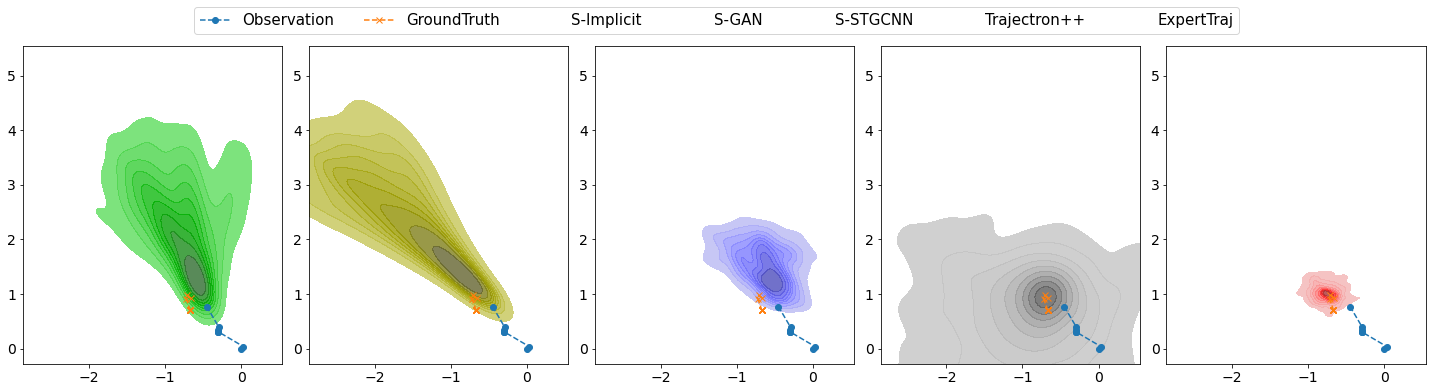 Observation GroundTruth S-Implicit S-GAN S-STGCNN Trajectron++ ExpertTraj
5 5 5 5 5
4 4 4 4 4
3 3 3 3 3
2 2 2 2 2
1 1 1 1 1
0 0 0 0 0
−2 −1 0 −2 −1 0 −2 −1 0 −2 −1 0 −2 −1 0